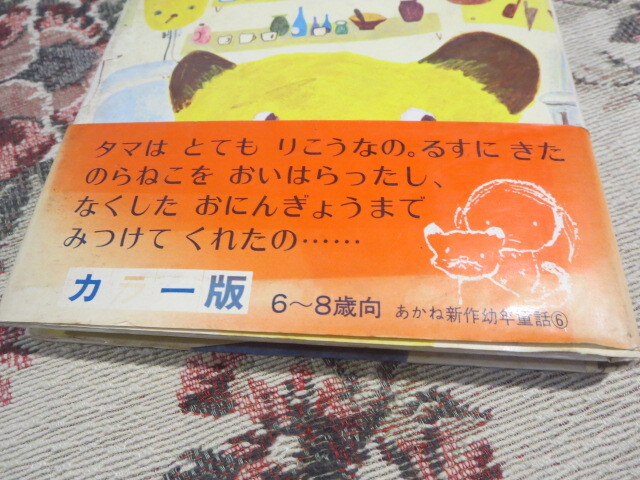 タマは とても りこうなの。るすに きた
のらねこを おいはらったし、
なくした おにんぎょうまで
みつけて くれたの……
カラー版 6〜8歳向 あかね新作幼年童話⑥